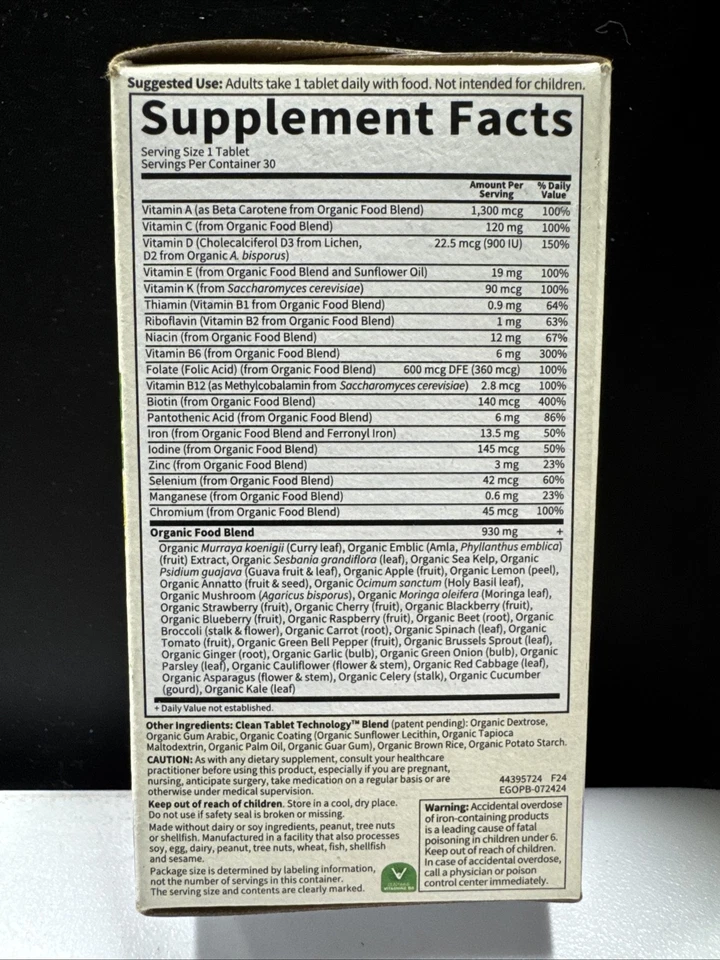 Suggested Use: Adults take 1 tablet daily with food. Not intended for children.
Supplement Facts
Serving Size 1 Tablet
Servings Per Container 30
Amount Per Serving % Daily Value
Vitamin A (as Beta Carotene from Organic Food Blend) 1,300 mcg 100%
Vitamin C (from Organic Food Blend) 120 mg 100%
Vitamin D (Cholecalciferol D3 from Lichen, 22.5 mcg (900 IU) 150%
D2 from Organic A. bisporus)
Vitamin E (from Organic Food Blend and Sunflower Oil) 19 mg 100%
Vitamin K (from Saccharomyces cerevisiae) 90 mcg 100%
Thiamin (Vitamin B1 from Organic Food Blend) 0.9 mg 64%
Riboflavin (Vitamin B2 from Organic Food Blend) 1 mg 63%
Niacin (from Organic Food Blend) 12 mg 67%
Vitamin B6 (from Organic Food Blend) 6 mg 300%
Folate (Folic Acid) (from Organic Food Blend) 600 mcg DFE (360 mcg) 100%
Vitamin B12 (as Methylcobalamin from Saccharomyces cerevisiae) 2.8 mcg 100%
Biotin (from Organic Food Blend) 140 mcg 400%
Pantothenic Acid (from Organic Food Blend) 6 mg 86%
Iron (from Organic Food Blend and Ferronyl Iron) 13.5 mg 50%
Iodine (from Organic Food Blend) 145 mcg 50%
Zinc (from Organic Food Blend) 3 mg 23%
Selenium (from Organic Food Blend) 42 mcg 60%
Manganese (from Organic Food Blend) 0.6 mg 23%
Chromium (from Organic Food Blend) 45 mcg 100%
Organic Food Blend 930 mg +
Organic Murraya koenigii (Curry leaf), Organic Emblic (Amla, Phyllanthus emblica)
(fruit) Extract, Organic Sesbania grandiflora (leaf), Organic Sea Kelp, Organic
Psidium guajava (Guava fruit & leaf), Organic Apple (fruit), Organic Lemon (peel),
Organic Annatto (fruit & seed), Organic Ocimum sanctum (Holy Basil leaf),
Organic Mushroom (Agaricus bisporus), Organic Moringa oleifera (Moringa leaf),
Organic Strawberry (fruit), Organic Cherry (fruit), Organic Blackberry (fruit),
Organic Blueberry (fruit), Organic Raspberry (fruit), Organic Beet (root), Organic
Broccoli (stalk & flower), Organic Carrot (root), Organic Spinach (leaf), Organic
Tomato (fruit), Organic Green Bell Pepper (fruit), Organic Brussels Sprout (leaf),
Organic Ginger (root), Organic Garlic (bulb), Organic Green Onion (bulb), Organic
Parsley (leaf), Organic Cauliflower (flower & stem), Organic Red Cabbage (leaf),
Organic Asparagus (flower & stem), Organic Celery (stalk), Organic Cucumber
(gourd), Organic Kale (leaf)
+ Daily Value not established.
Other Ingredients: Clean Tablet Technology™ Blend (patent pending): Organic Dextrose,
Organic Gum Arabic, Organic Coating (Organic Sunflower Lecithin, Organic Tapioca
Maltodextrin, Organic Palm Oil, Organic Guar Gum), Organic Brown Rice, Organic Potato Starch.
CAUTION: As with any dietary supplement, consult your healthcare
practitioner before using this product, especially if you are pregnant,
nursing, anticipate surgery, take medication on a regular basis or are
otherwise under medical supervision.
44395724 F24
EGOPB-072424
Keep out of reach of children. Store in a cool, dry place.
Do not use if safety seal is broken or missing.
Made without dairy or soy ingredients, peanut, tree nuts
or shellfish. Manufactured in a facility that also processes
soy, egg, dairy, peanut, tree nuts, wheat, fish, shellfish
and sesame.
Package size is determined by labeling information,
not the number of servings in this container.
The serving size and contents are clearly marked.
Warning: Accidental overdose
of iron-containing products
is a leading cause of fatal
poisoning in children under 6.
Keep out of reach of children.
In case of accidental overdose,
call a physician or poison
control center immediately.